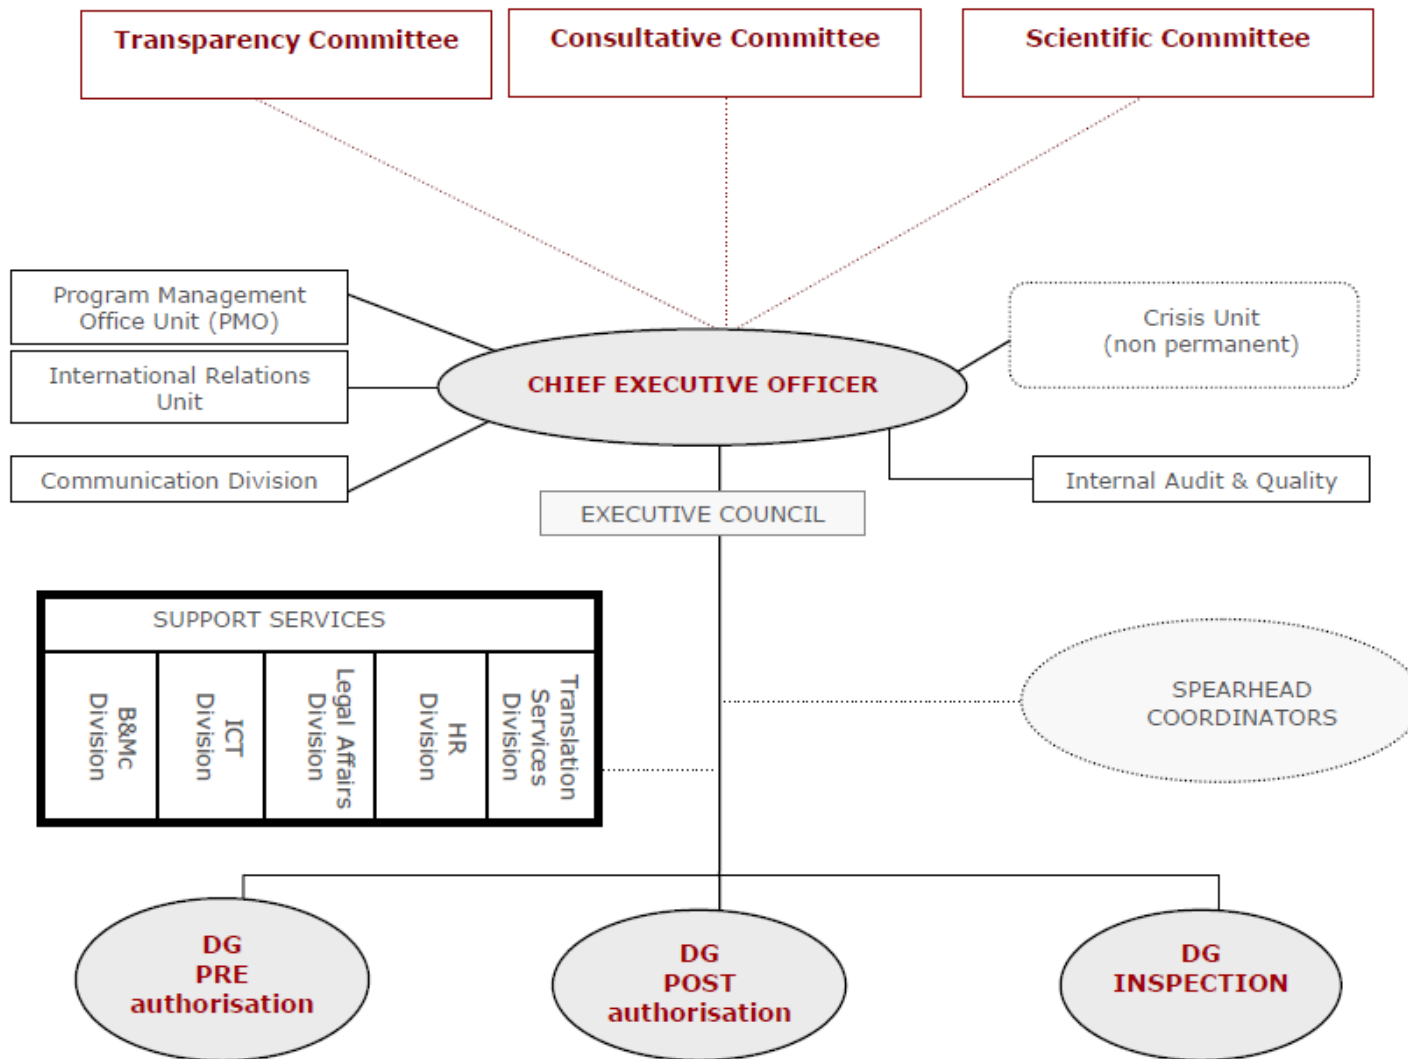 Transparency Committee
Consultative Committee
Scientific Committee
Program Management
Office Unit (PMO)
International Relations
Unit
Communication Division
CHIEF EXECUTIVE OFFICER
Crisis Unit
(non permanent)
Internal Audit & Quality
EXECUTIVE COUNCIL
SUPPORT SERVICES
B&Mc
Division
ICT
Division
Legal Affairs
Division
HR
Division
Translation
Services
Division
SPEARHEAD
COORDINATORS
DG
PRE
authorisation
DG
POST
authorisation
DG
INSPECTION